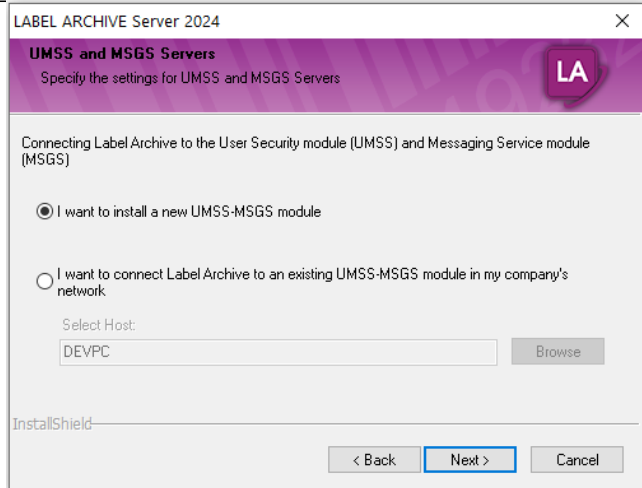 LABEL ARCHIVE Server 2024
UMSS and MSGS Servers
Specify the settings for UMSS and MSGS Servers
LA
Connecting Label Archive to the User Security module (UMSS) and Messaging Service module
(MSGS)
I want to install a new UMSS-MSGS module
I want to connect Label Archive to an existing UMSS-MSGS module in my company's
network
Select Host:
DEVPC
Browse
InstallShield
< Back
Next >
Cancel